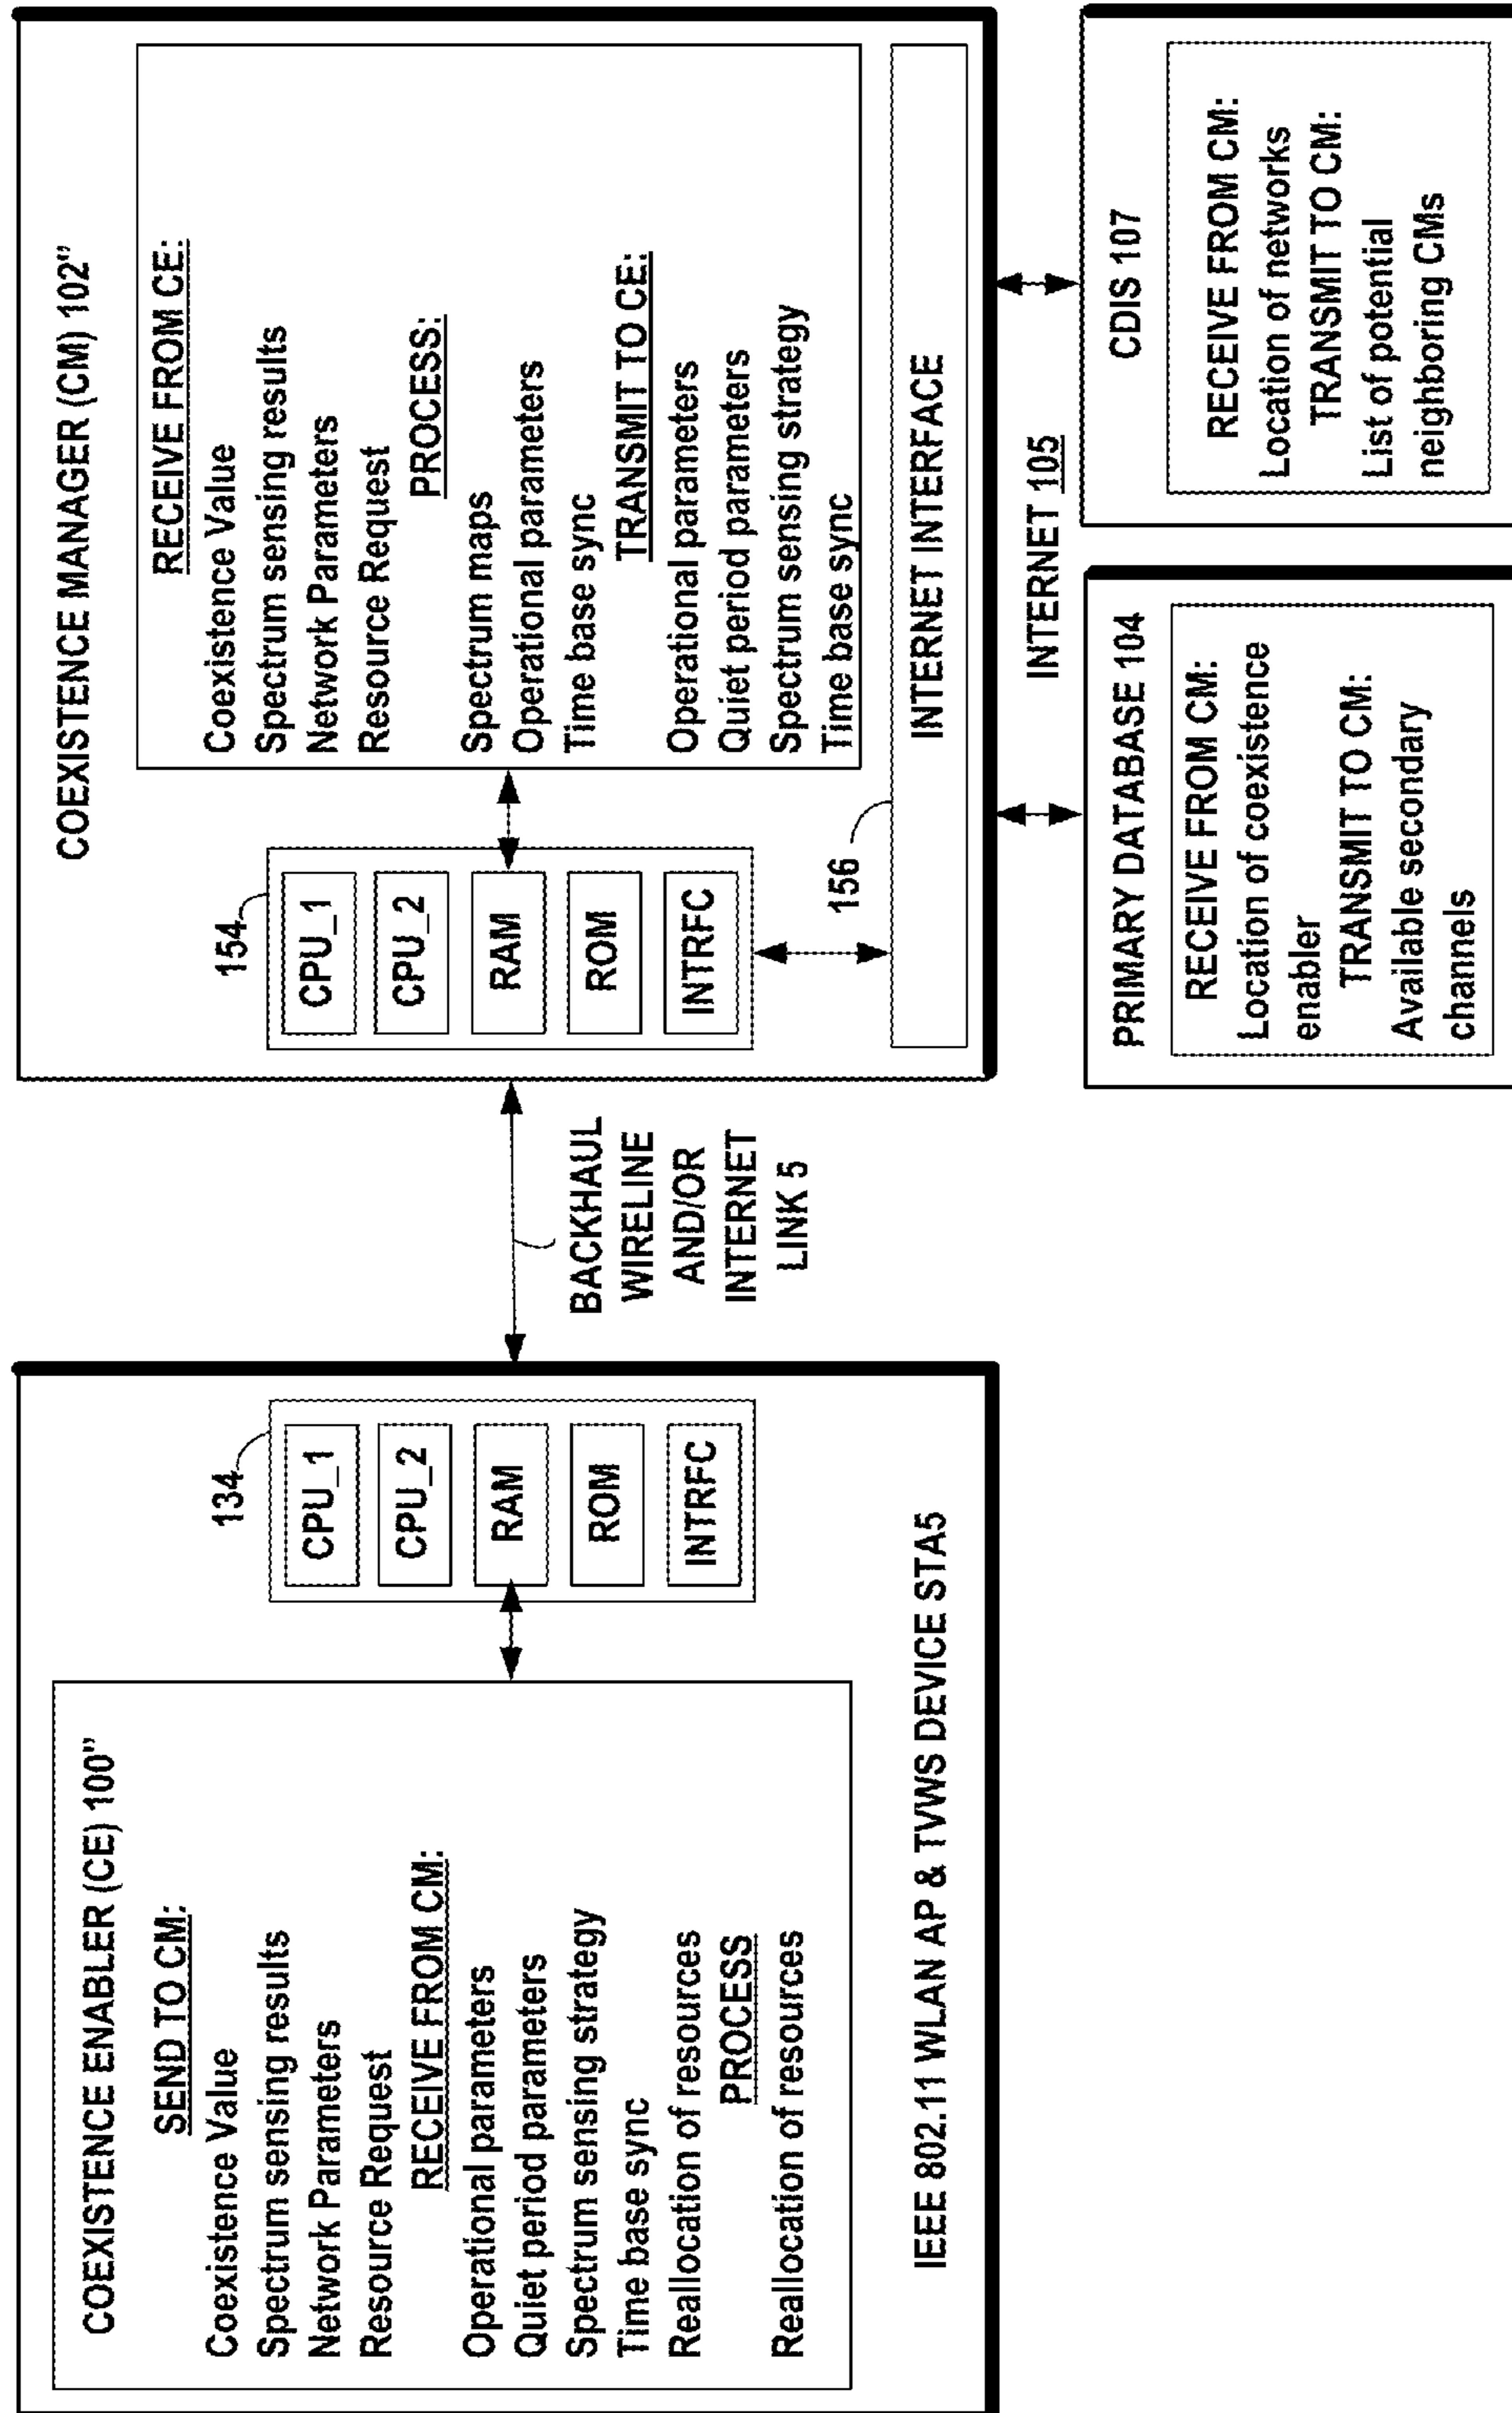 COEXISTENCE ENABLER (CE) 100"
SEND TO CM:
Coexistence Value
Spectrum sensing results
Network Parameters
Resource Request
RECEIVE FROM CM:
Operational parameters
Quiet period parameters
Spectrum sensing strategy
Time base sync
Reallocation of resources
PROCESS
Reallocation of resources
134
CPU_1
CPU_2
RAM
ROM
INTRFC
IEEE 802.11 WLAN AP & TVWS DEVICE STA5
BACKHAUL
WIRELINE
AND/OR
INTERNET
LINK 5
COEXISTENCE MANAGER (CM) 102"
154
CPU_1
CPU_2
RAM
ROM
INTRFC
RECEIVE FROM CE:
Coexistence Value
Spectrum sensing results
Network Parameters
Resource Request
PROCESS:
Spectrum maps
Operational parameters
Time base sync
TRANSMIT TO CE:
Operational parameters
Quiet period parameters
Spectrum sensing strategy
Time base sync
156
INTERNET INTERFACE
INTERNET 105
PRIMARY DATABASE 104
RECEIVE FROM CM:
Location of coexistence
enabler
TRANSMIT TO CM:
Available secondary
channels
CDIS 107
RECEIVE FROM CM:
Location of networks
TRANSMIT TO CM:
List of potential
neighboring CMs